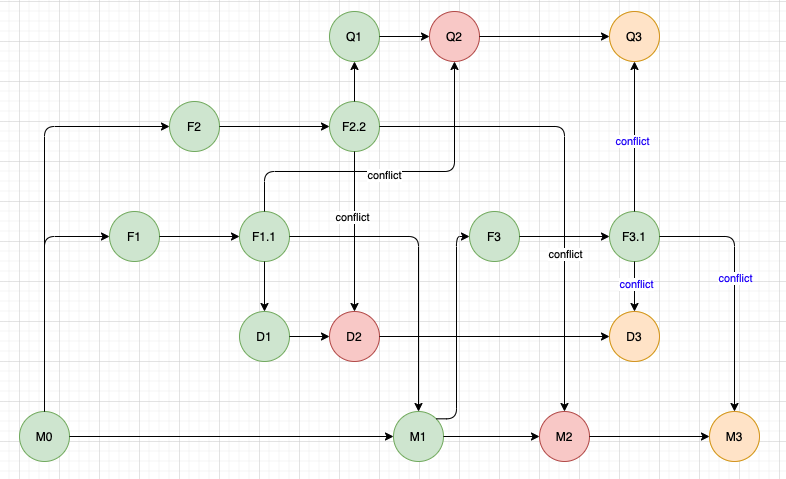 Q1
Q2
Q3
F2
F2.2
conflict
conflict
conflict
F1
F1.1
F3
F3.1
conflict
conflict
conflict
D1
D2
D3
M0
M1
M2
M3